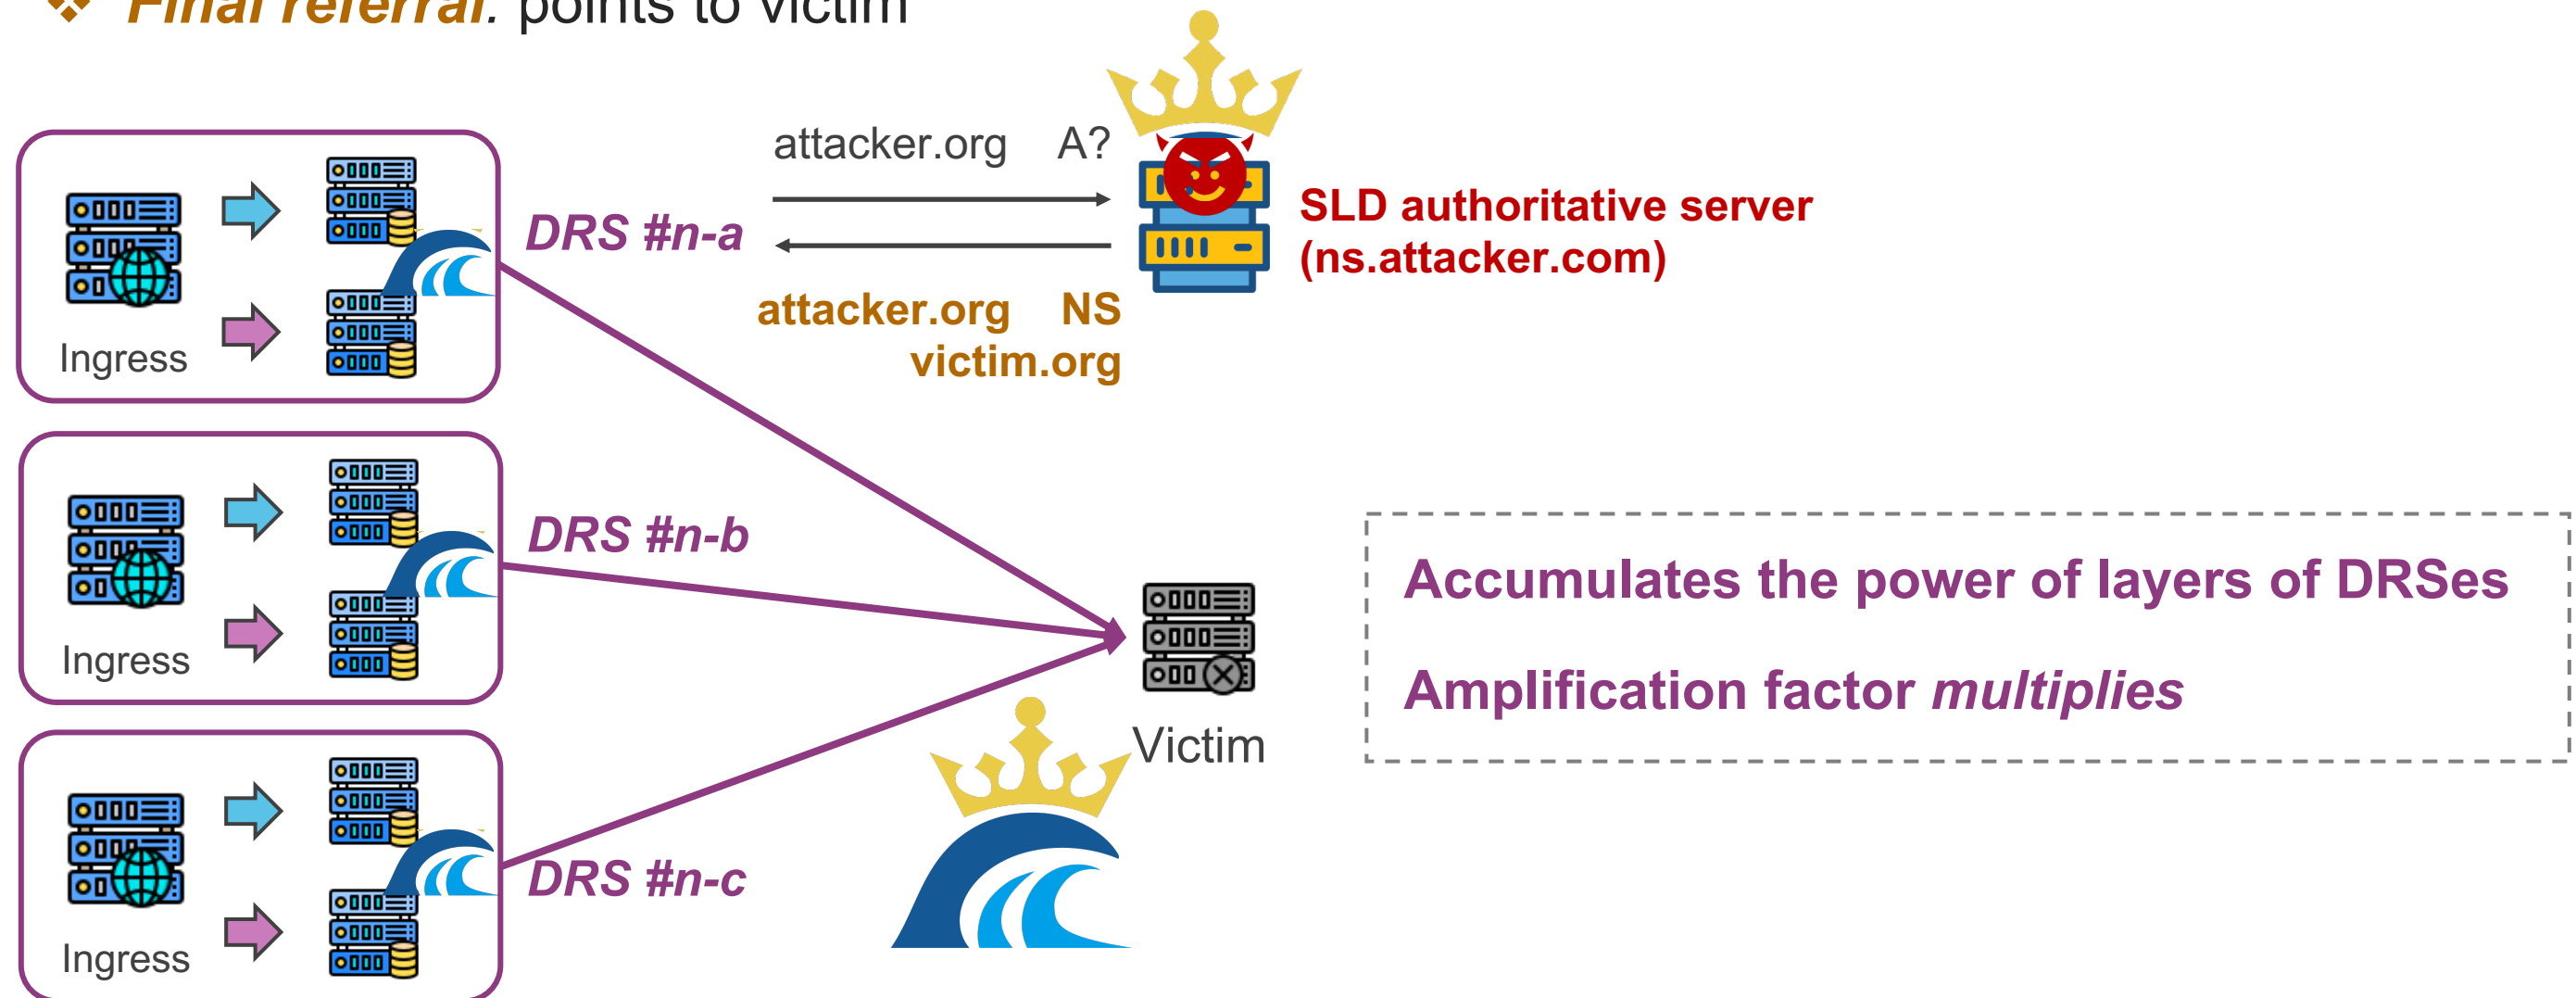 ❖ Final referral: points to victim
attacker.org A?
DRS #n-a
SLD authoritative server
(ns.attacker.com)
attacker.org NS
victim.org
Ingress
DRS #n-b
Ingress
Accumulates the power of layers of DRSes
Amplification factor multiplies
Victim
DRS #n-c
Ingress